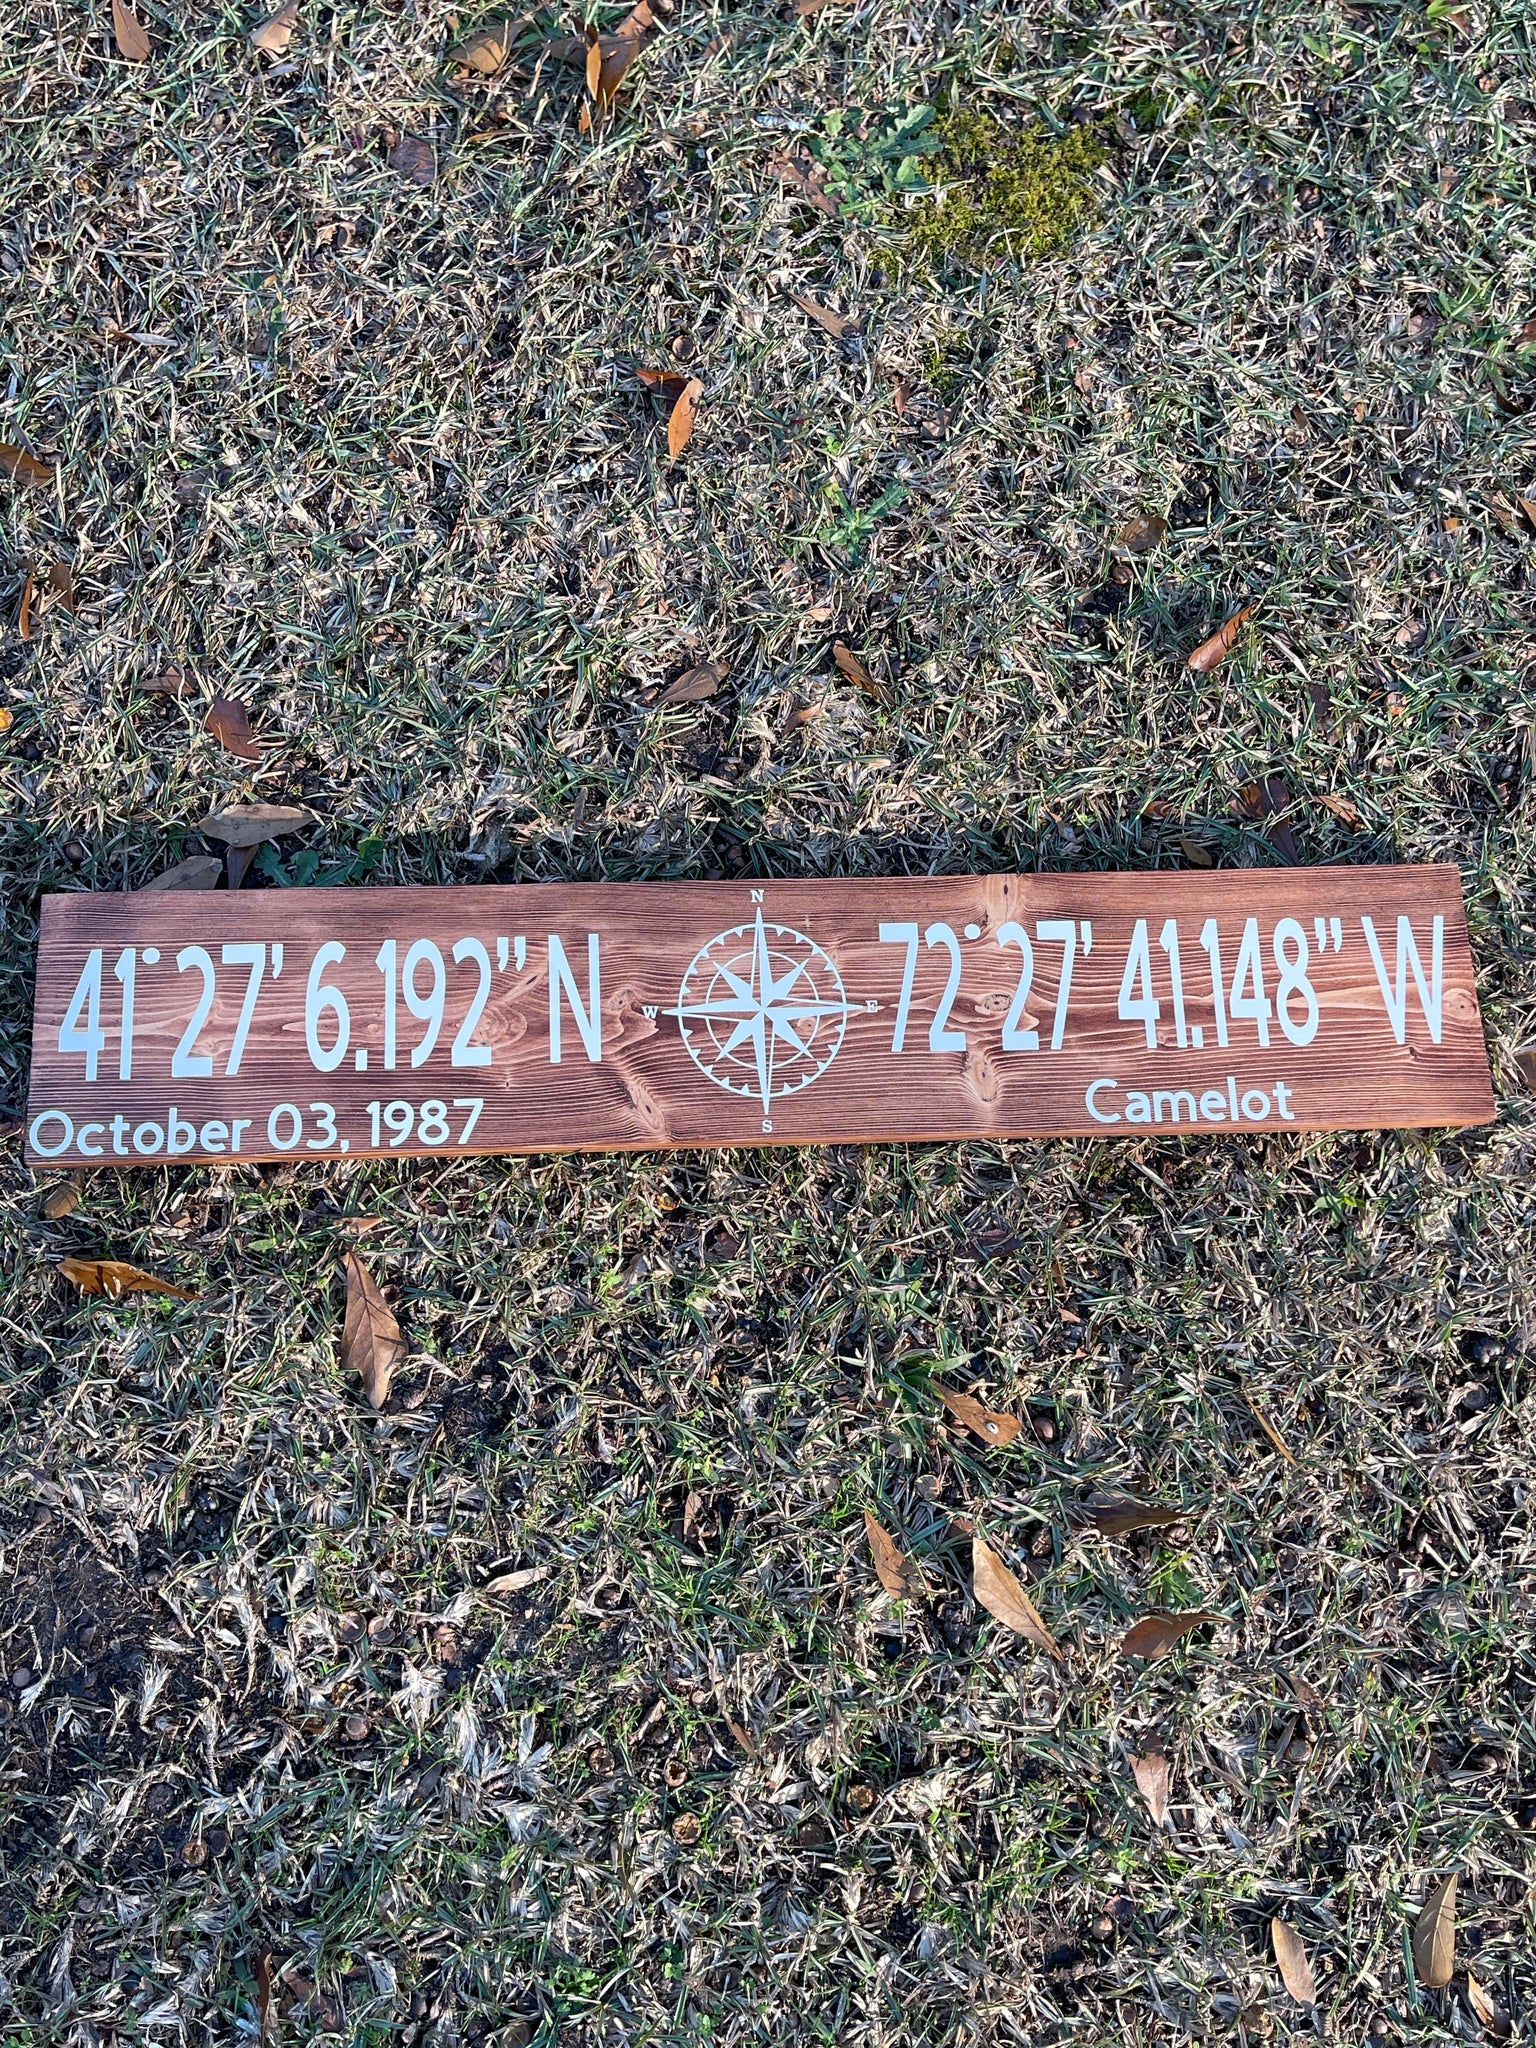 41°27' 6.192" N
N
W E
S
72°27' 41.148" W
October 03, 1987
Camelot